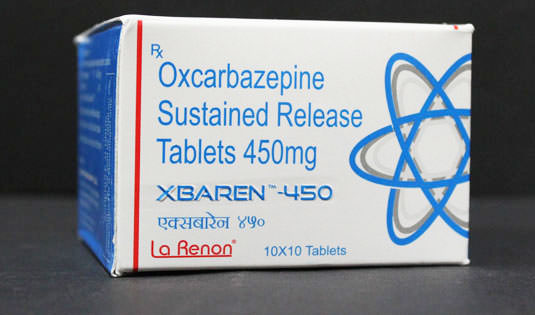 Rx
Oxcarbazepine
Sustained Release
Tablets 450mg
XBAREN™-450
एक्सबारेन ४५०
La Renon®
10X10 Tablets